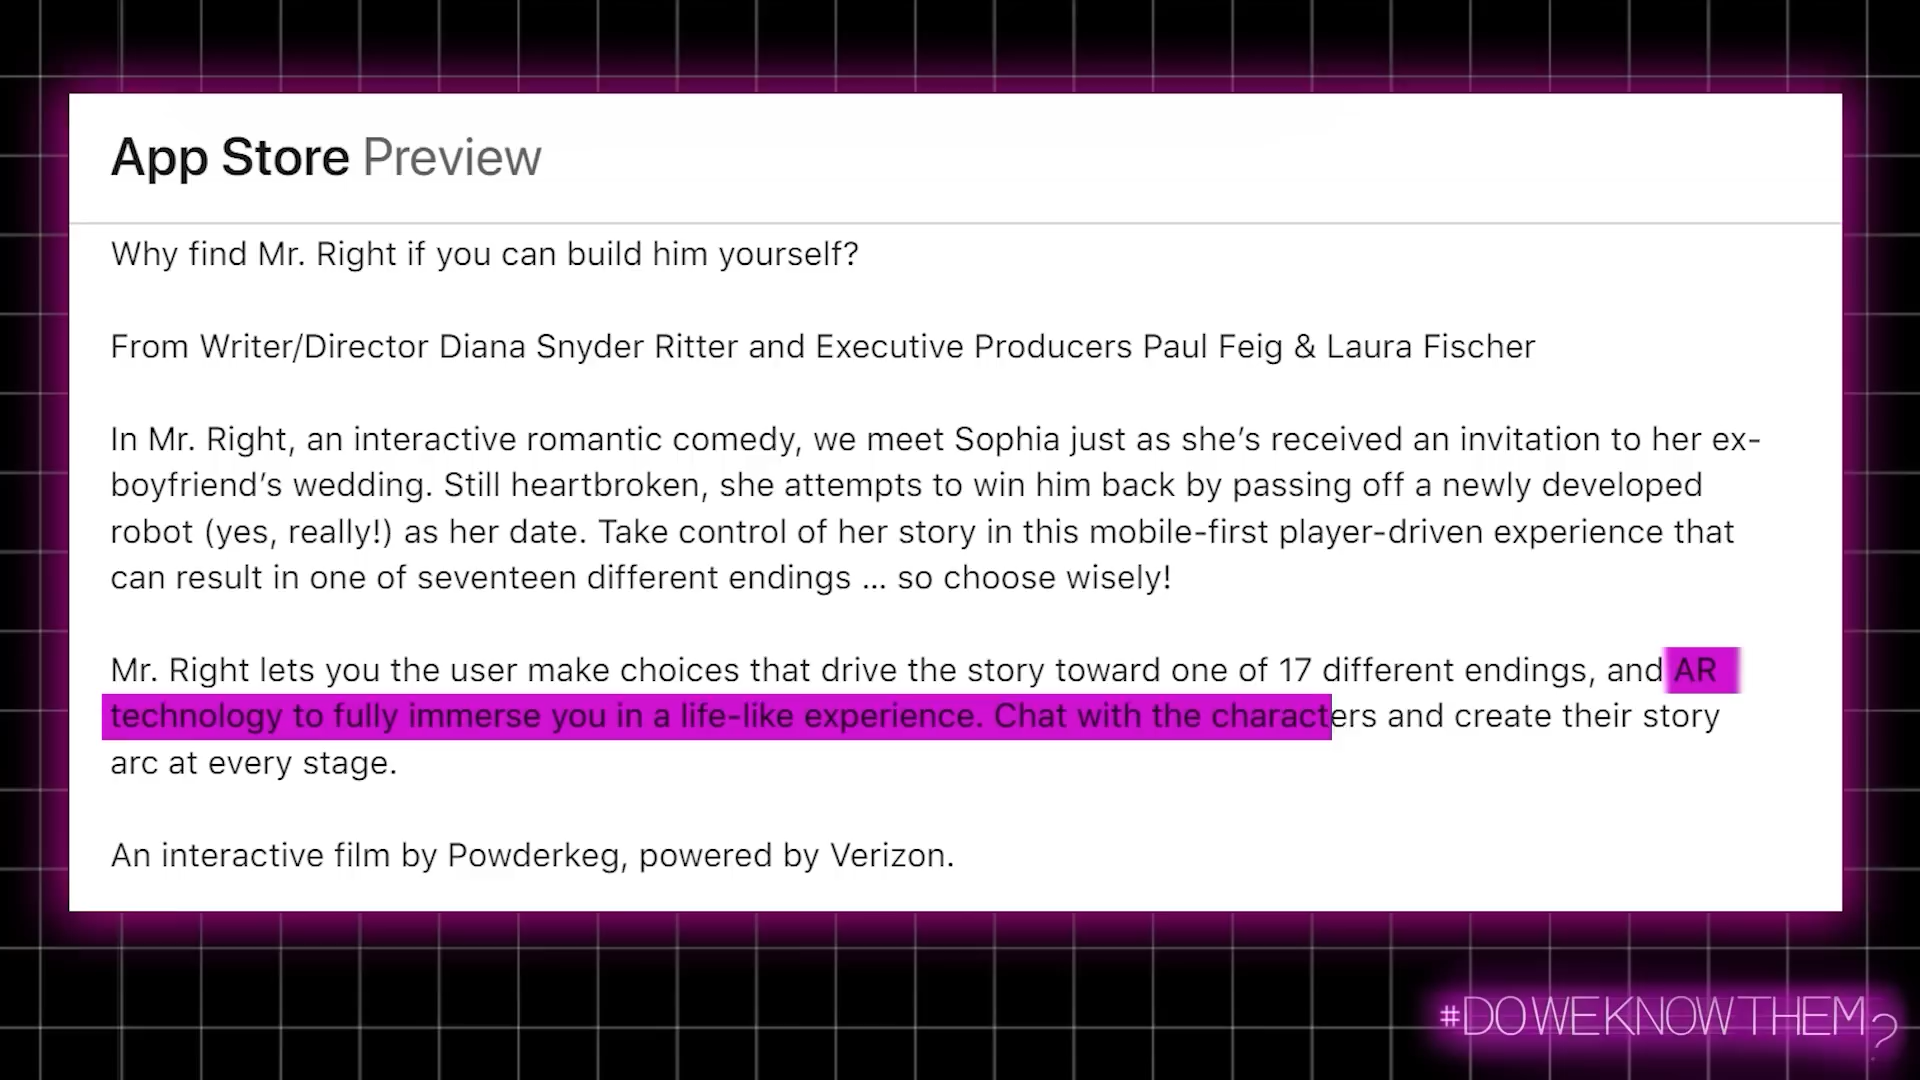 App Store Preview
Why find Mr. Right if you can build him yourself?
From Writer/Director Diana Snyder Ritter and Executive Producers Paul Feig & Laura Fischer
In Mr. Right, an interactive romantic comedy, we meet Sophia just as she’s received an invitation to her ex-
boyfriend’s wedding. Still heartbroken, she attempts to win him back by passing off a newly developed
robot (yes, really!) as her date. Take control of her story in this mobile-first player-driven experience that
can result in one of seventeen different endings ... so choose wisely!
Mr. Right lets you the user make choices that drive the story toward one of 17 different endings, and AR
technology to fully immerse you in a life-like experience. Chat with the characters and create their story
arc at every stage.
An interactive film by Powderkeg, powered by Verizon.
#DOWEKNOWTHEM?